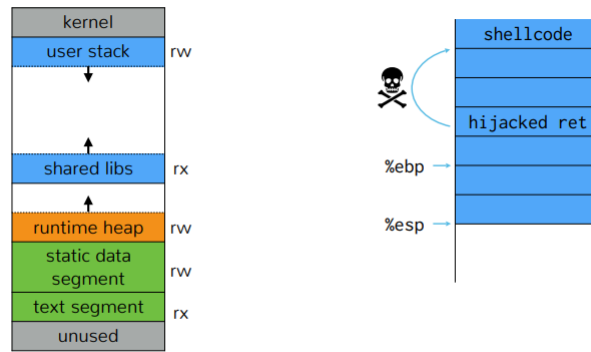 kernel
user stack
rw
shared libs
rx
runtime heap
rw
static data
segment
rw
text segment
rx
unused
shellcode
hijacked ret
%ebp
%esp